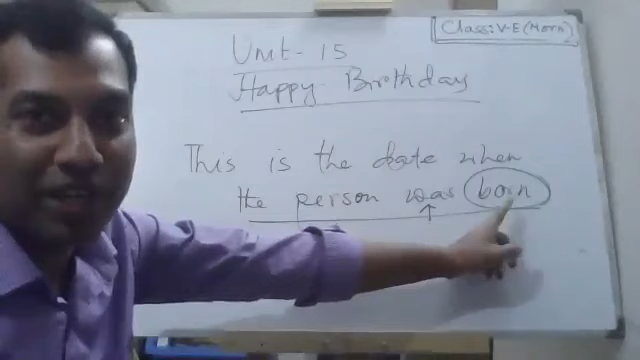 Class: V-E (Morn)
Unit - 15
Happy Birthday
This is the date when
the person was born